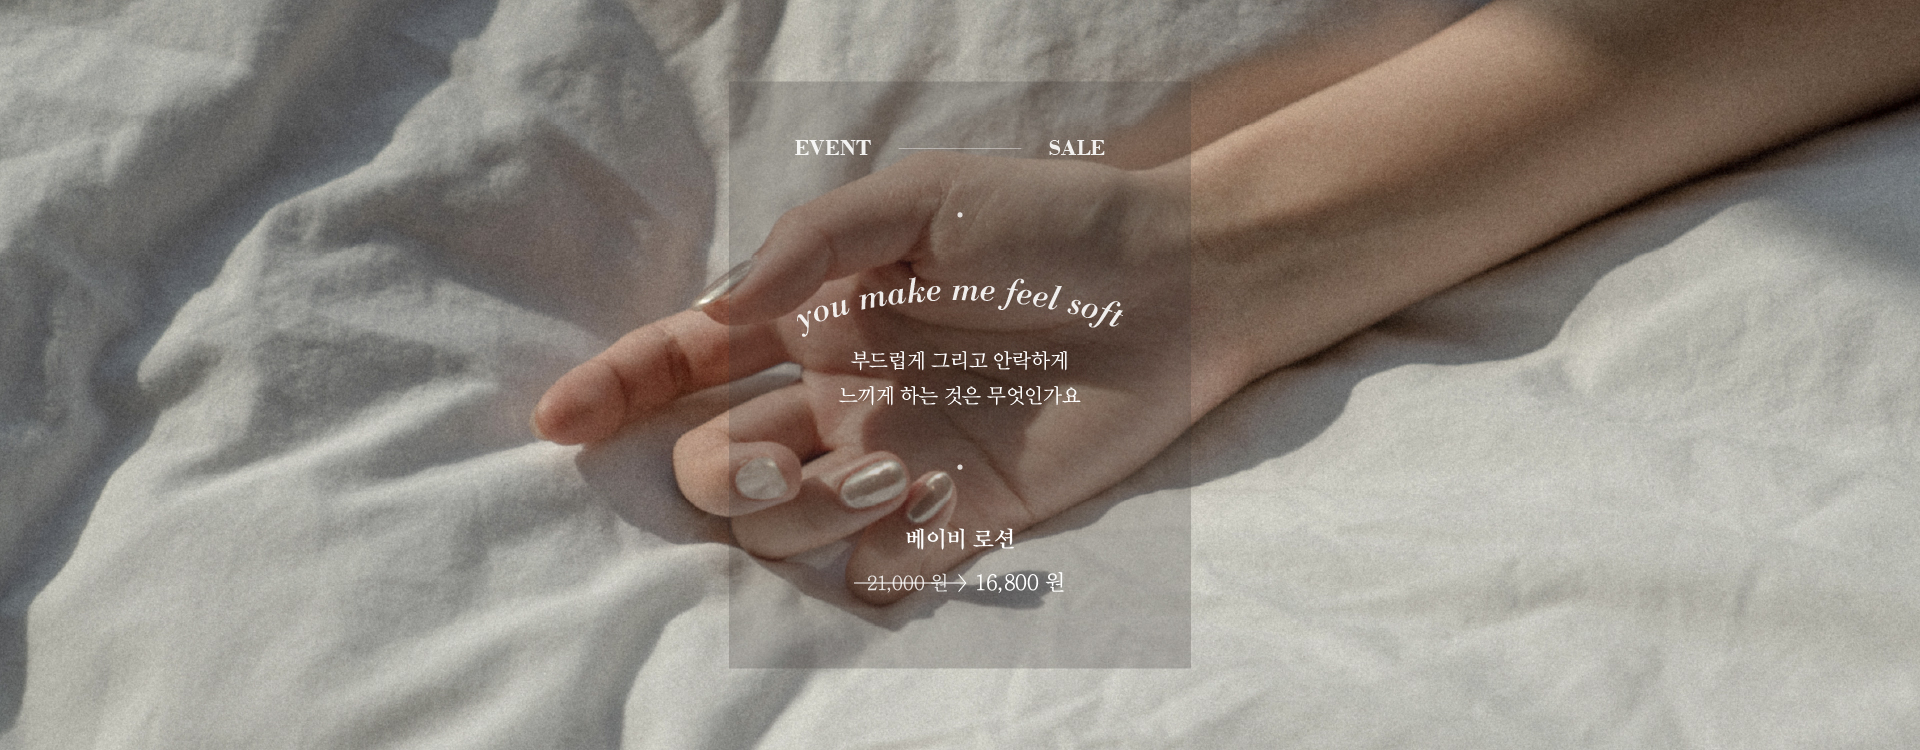 EVENT SALE
you make me feel soft
부드럽게 그리고 안락하게
느끼게 하는 것은 무엇인가요
베이비 로션
21,000 원 → 16,800 원